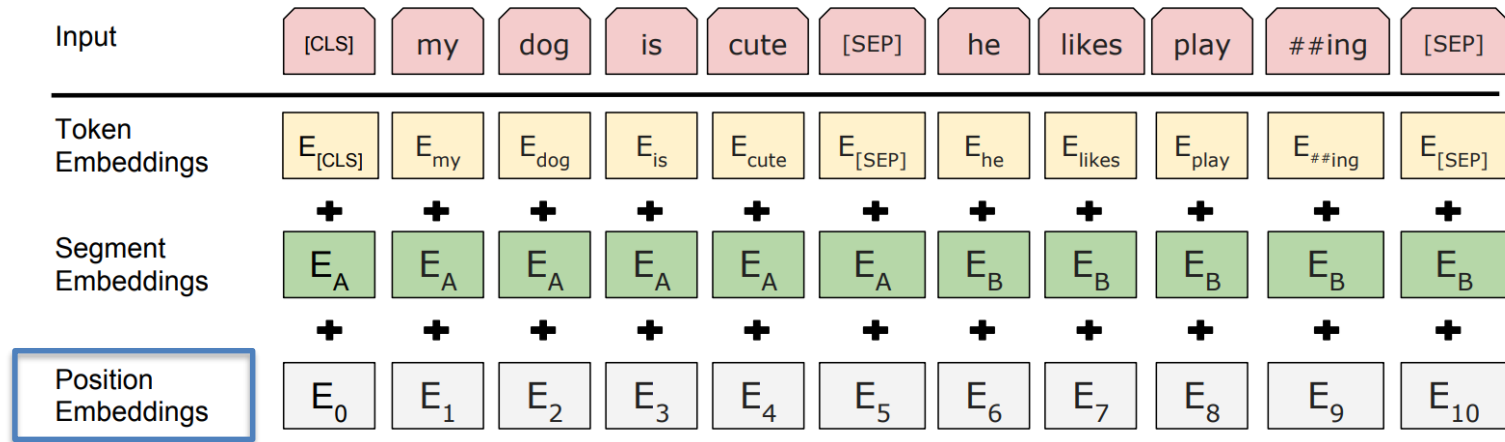 Input [CLS] my dog is cute [SEP] he likes play ##ing [SEP]
Token
Embeddings
E[CLS] Emy Edog Eis Ecute E[SEP] Ehe Elikes Eplay E##ing E[SEP]
+ + + + + + + + + + +
Segment
Embeddings
EA EA EA EA EA EA EB EB EB EB EB
+ + + + + + + + + + +
Position
Embeddings
E0 E1 E2 E3 E4 E5 E6 E7 E8 E9 E10